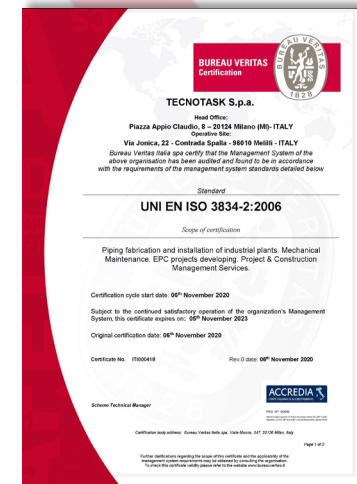 BUREAU VERITAS
Certification
BUREAU VERITAS
1828
TECNOTASK S.p.a.
Head Office:
Piazza Appio Claudio, 8 – 20124 Milano (MI)- ITALY
Operative Site:
Via Jonica, 22 - Contrada Spalla - 96010 Melilli - ITALY
Bureau Veritas Italia spa certify that the Management System of the
above organisation has been audited and found to be in accordance
with the requirements of the management system standards detailed below
Standard
UNI EN ISO 3834-2:2006
Scope of certification
Piping fabrication and installation of industrial plants. Mechanical
Maintenance. EPC projects developing. Project & Construction
Management Services.
Certification cycle start date: 06th November 2020
Subject to the continued satisfactory operation of the organization's Management
System, this certificate expires on: 05th November 2023
Original certification date: 06th November 2020
Certificate No. IT1000418 Rev.0 date: 06th November 2020
ACCREDIA
Scheme Technical Manager
Certification body address: Bureau Veritas Italia spa, Viale Monza, 347, 20126 Milan, Italy
Page 1 of 2
Further clarifications regarding the scope of this certificate and the applicability of the
management system requirements may be obtained by consulting the organisation.
To check this certificate validity please refer to the website www.bureauveritas.it